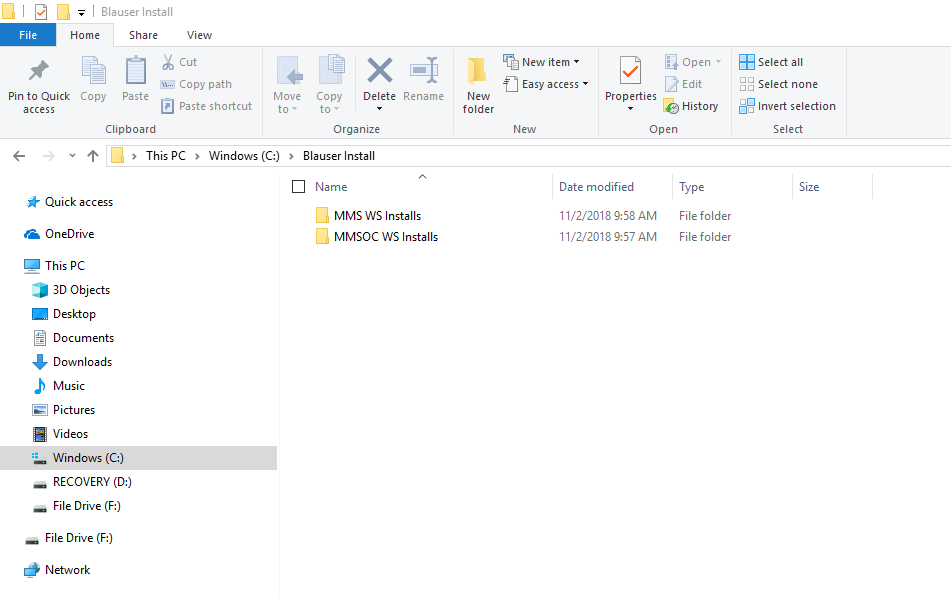 Blauser Install
File Home Share View
Pin to Quick access
Copy
Paste
Cut
Copy path
Paste shortcut
Clipboard
Move to
Copy to
Delete
Rename
Organize
New folder
New item
Easy access
New
Properties
Open
Edit
History
Open
Select all
Select none
Invert selection
Select
This PC > Windows (C:) > Blauser Install
Quick access
OneDrive
This PC
3D Objects
Desktop
Documents
Downloads
Music
Pictures
Videos
Windows (C:)
RECOVERY (D:)
File Drive (F:)
File Drive (F:)
Network
Name Date modified Type Size
MMS WS Installs 11/2/2018 9:58 AM File folder
MMSOC WS Installs 11/2/2018 9:57 AM File folder